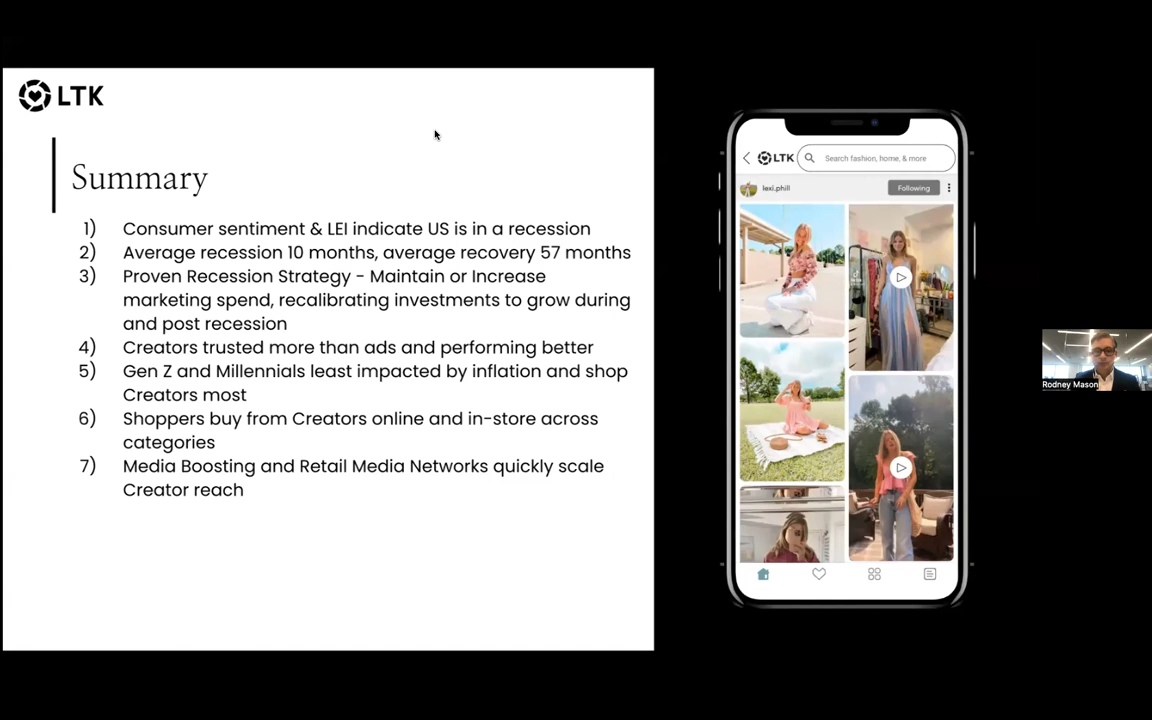 LTK
Summary
1) Consumer sentiment & LEI indicate US is in a recession
2) Average recession 10 months, average recovery 57 months
3) Proven Recession Strategy - Maintain or Increase
marketing spend, recalibrating investments to grow during
and post recession
4) Creators trusted more than ads and performing better
5) Gen Z and Millennials least impacted by inflation and shop
Creators most
6) Shoppers buy from Creators online and in-store across
categories
7) Media Boosting and Retail Media Networks quickly scale
Creator reach
LTK
Search fashion, home, & more
lexi.phill
Following
Rodney Mason